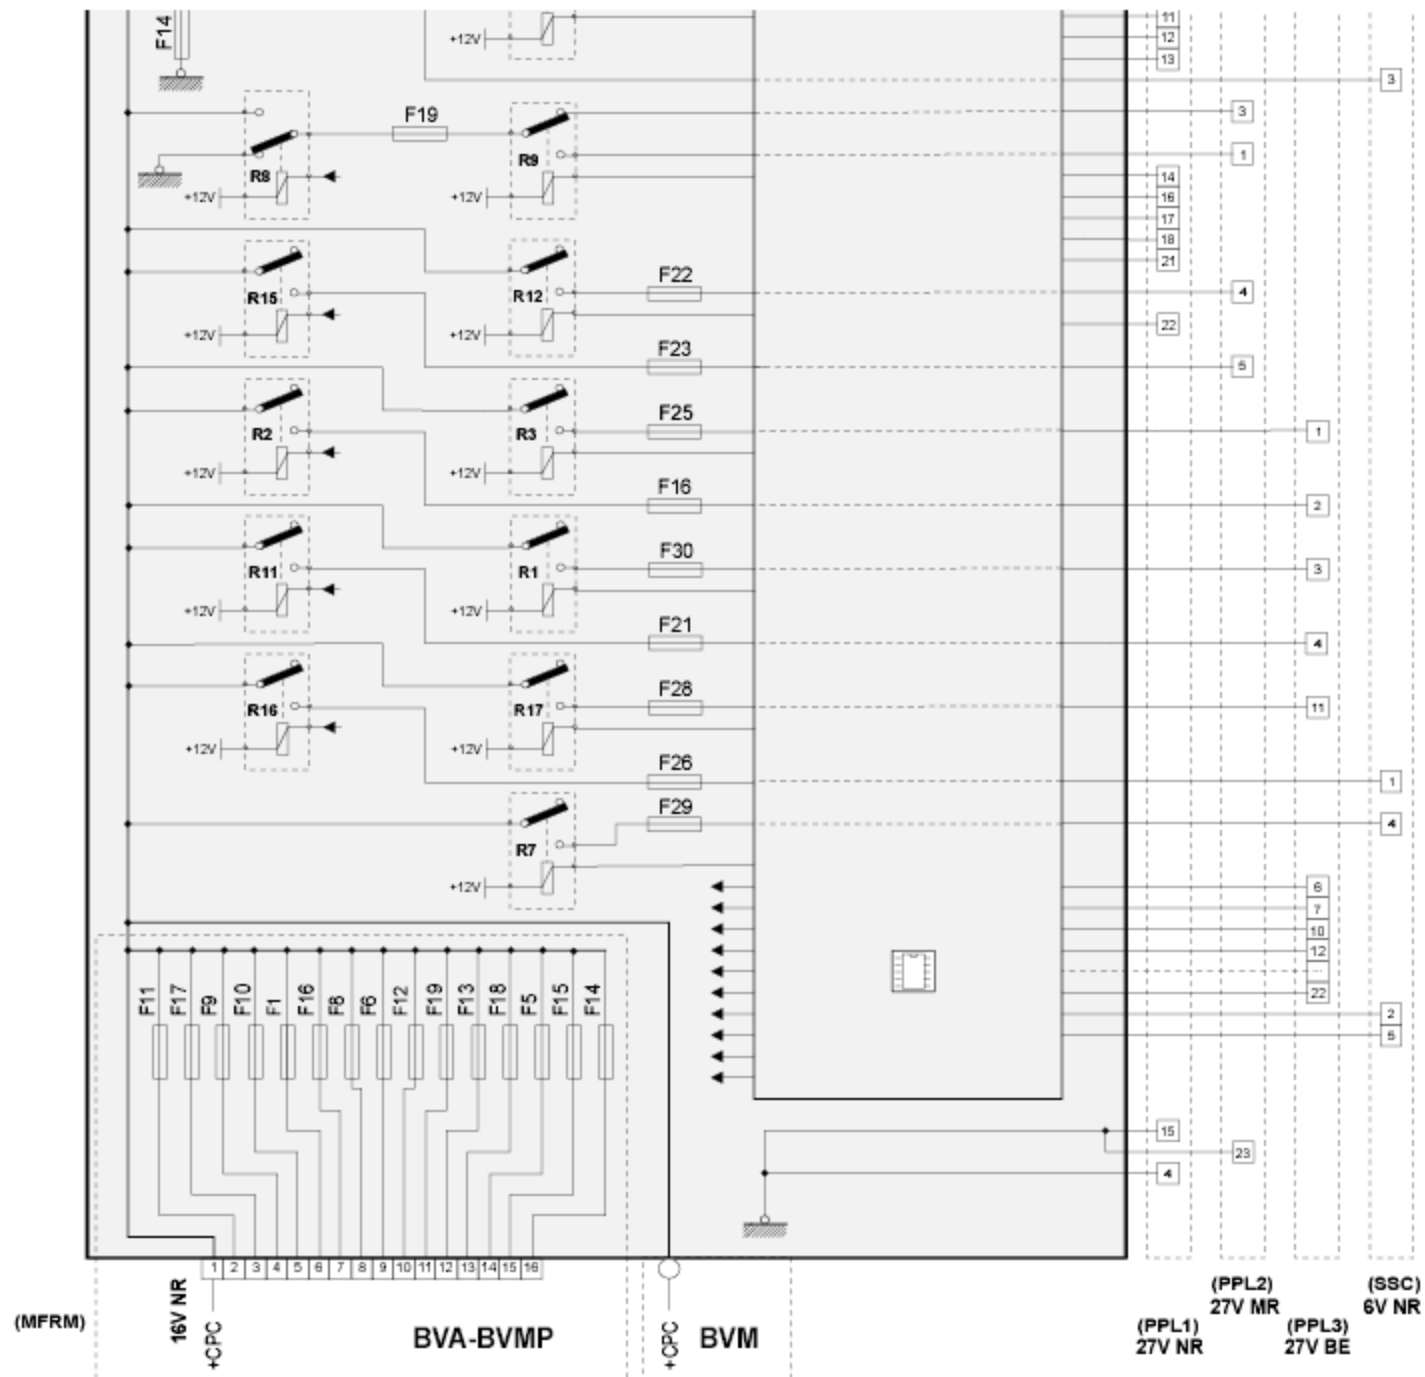 F14
+12V
11
12
13
3
F19
3
R9
1
R8
14
+12V
+12V
16
17
18
21
F22
R15
R12
4
+12V
+12V
22
F23
5
F25
R2
R3
1
+12V
+12V
F16
2
F30
R11
R1
3
+12V
+12V
F21
4
F28
R16
R17
11
+12V
+12V
F26
1
F29
4
R7
+12V
6
7
10
12
...
22
2
5
F11 F17 F9 F10 F1 F16 F8 F6 F12 F19 F13 F18 F5 F15 F14
15
23
4
1 2 3 4 5 6 7 8 9 10 11 12 13 14 15 16
(MFRM)
16V NR
+CPC
BVA-BVMP
+CPC
BVM
(PPL1)
27V NR
(PPL2)
27V MR
(PPL3)
27V BE
(SSC)
6V NR